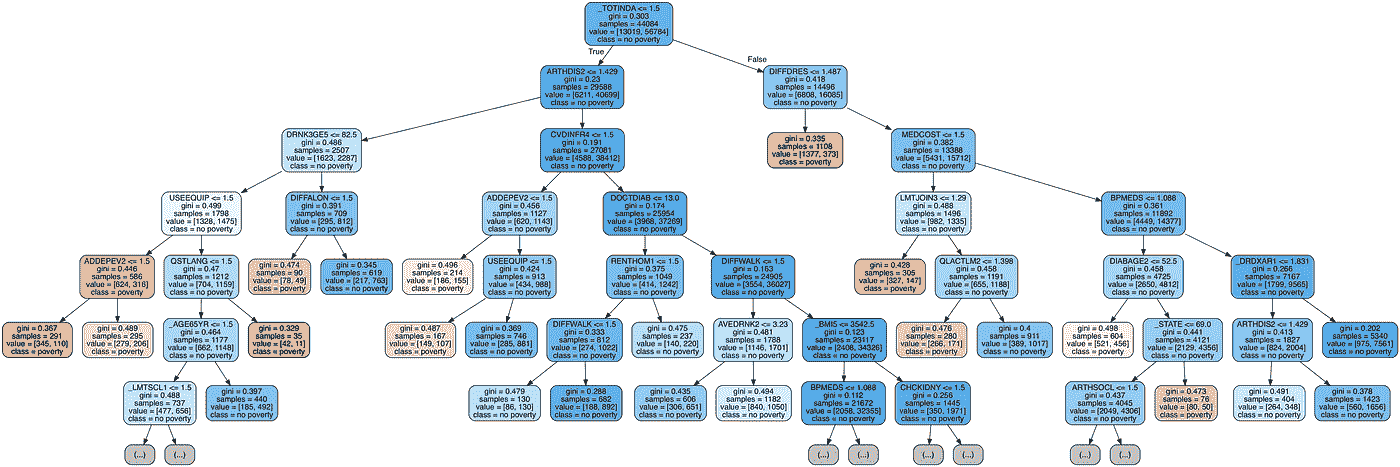 _TOTINDA <= 1.5
gini = 0.303
samples = 44084
value = [13019, 56784]
class = no poverty
True
False
ARTHDIS2 <= 1.429
gini = 0.23
samples = 29588
value = [6211, 40699]
class = no poverty
DIFFDRES <= 1.487
gini = 0.418
samples = 14496
value = [6808, 16085]
class = no poverty
DRNK3GE5 <= 82.5
gini = 0.486
samples = 2507
value = [1623, 2287]
class = no poverty
CVDINFR4 <= 1.5
gini = 0.191
samples = 27081
value = [4588, 38412]
class = no poverty
gini = 0.335
samples = 1108
value = [1377, 373]
class = poverty
MEDCOST <= 1.5
gini = 0.382
samples = 13388
value = [5431, 15712]
class = no poverty
USEEQUIP <= 1.5
gini = 0.499
samples = 1798
value = [1328, 1475]
class = no poverty
DIFFALON <= 1.5
gini = 0.391
samples = 709
value = [295, 812]
class = no poverty
ADDEPEV2 <= 1.5
gini = 0.456
samples = 1127
value = [620, 1143]
class = no poverty
DOCTDIAB <= 13.0
gini = 0.174
samples = 25954
value = [3968, 37269]
class = no poverty
LMTJOIN3 <= 1.29
gini = 0.488
samples = 1496
value = [982, 1335]
class = no poverty
BPMEDS <= 1.088
gini = 0.361
samples = 11892
value = [4449, 14377]
class = no poverty
ADDEPEV2 <= 1.5
gini = 0.446
samples = 586
value = [624, 316]
class = poverty
QSTLANG <= 1.5
gini = 0.47
samples = 1212
value = [704, 1159]
class = no poverty
gini = 0.474
samples = 90
value = [78, 49]
class = poverty
gini = 0.345
samples = 619
value = [217, 763]
class = no poverty
gini = 0.496
samples = 214
value = [186, 155]
class = poverty
USEEQUIP <= 1.5
gini = 0.424
samples = 913
value = [434, 988]
class = no poverty
RENTHOM1 <= 1.5
gini = 0.375
samples = 1049
value = [414, 1242]
class = no poverty
DIFFWALK <= 1.5
gini = 0.163
samples = 24905
value = [3554, 36027]
class = no poverty
gini = 0.428
samples = 305
value = [327, 147]
class = poverty
QLACTLM2 <= 1.398
gini = 0.458
samples = 1191
value = [655, 1188]
class = no poverty
DIABAGE2 <= 52.5
gini = 0.458
samples = 4725
value = [2650, 4812]
class = no poverty
_DRDXAR1 <= 1.831
gini = 0.266
samples = 7167
value = [1799, 9565]
class = no poverty
gini = 0.367
samples = 291
value = [345, 110]
class = poverty
gini = 0.489
samples = 295
value = [279, 206]
class = poverty
_AGE65YR <= 1.5
gini = 0.464
samples = 1177
value = [662, 1148]
class = no poverty
gini = 0.329
samples = 35
value = [42, 11]
class = poverty
gini = 0.487
samples = 167
value = [149, 107]
class = poverty
gini = 0.369
samples = 746
value = [285, 881]
class = no poverty
DIFFWALK <= 1.5
gini = 0.333
samples = 812
value = [274, 1022]
class = no poverty
gini = 0.475
samples = 237
value = [140, 220]
class = no poverty
AVEDRNK2 <= 3.23
gini = 0.481
samples = 1788
value = [1146, 1701]
class = no poverty
_BMI5 <= 3542.5
gini = 0.123
samples = 23117
value = [2408, 34326]
class = no poverty
gini = 0.476
samples = 280
value = [266, 171]
class = poverty
gini = 0.4
samples = 911
value = [389, 1017]
class = no poverty
gini = 0.498
samples = 604
value = [521, 456]
class = poverty
_STATE <= 69.0
gini = 0.441
samples = 4121
value = [2129, 4356]
class = no poverty
ARTHDIS2 <= 1.429
gini = 0.413
samples = 1827
value = [824, 2004]
class = no poverty
gini = 0.202
samples = 5340
value = [975, 7561]
class = no poverty
_LMTSCL1 <= 1.5
gini = 0.488
samples = 737
value = [477, 656]
class = no poverty
gini = 0.397
samples = 440
value = [185, 492]
class = no poverty
gini = 0.479
samples = 130
value = [86, 130]
class = no poverty
gini = 0.288
samples = 682
value = [188, 892]
class = no poverty
gini = 0.435
samples = 606
value = [306, 651]
class = no poverty
gini = 0.494
samples = 1182
value = [840, 1050]
class = no poverty
BPMEDS <= 1.088
gini = 0.112
samples = 21672
value = [2058, 32355]
class = no poverty
CHCKIDNY <= 1.5
gini = 0.256
samples = 1445
value = [350, 1971]
class = no poverty
ARTHSOCL <= 1.5
gini = 0.437
samples = 4045
value = [2049, 4306]
class = no poverty
gini = 0.473
samples = 76
value = [80, 50]
class = poverty
gini = 0.491
samples = 404
value = [264, 348]
class = no poverty
gini = 0.378
samples = 1423
value = [560, 1656]
class = no poverty
(...)
(...)
(...)
(...)
(...)
(...)
(...)
(...)